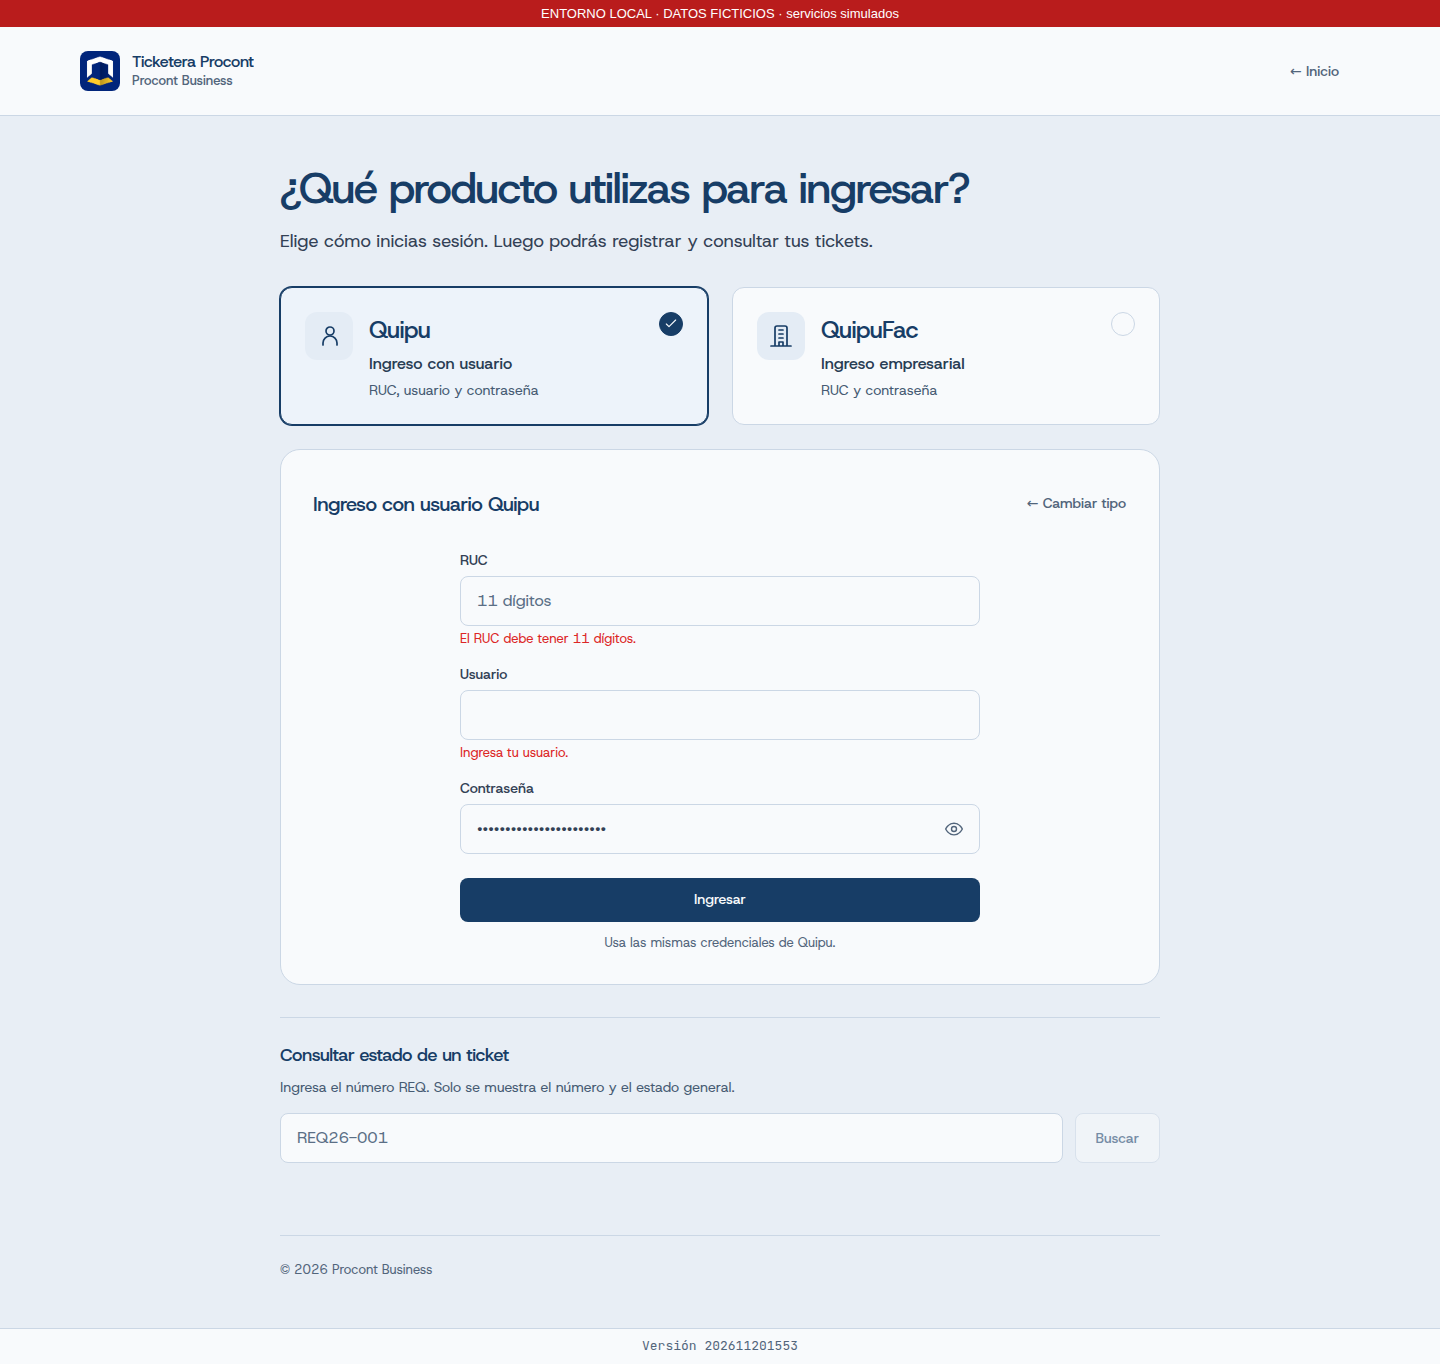 ENTORNO LOCAL · DATOS FICTICIOS · servicios simulados
Ticketera Procont
Procont Business
← Inicio
¿Qué producto utilizas para ingresar?
Elige cómo inicias sesión. Luego podrás registrar y consultar tus tickets.
Quipu
Ingreso con usuario
RUC, usuario y contraseña
QuipuFac
Ingreso empresarial
RUC y contraseña
Ingreso con usuario Quipu
← Cambiar tipo
RUC
11 dígitos
El RUC debe tener 11 dígitos.
Usuario
Ingresa tu usuario.
Contraseña
•••••••••••••••••••••••
Ingresar
Usa las mismas credenciales de Quipu.
Consultar estado de un ticket
Ingresa el número REQ. Solo se muestra el número y el estado general.
REQ26-001
Buscar
© 2026 Procont Business
Versión 202611201553